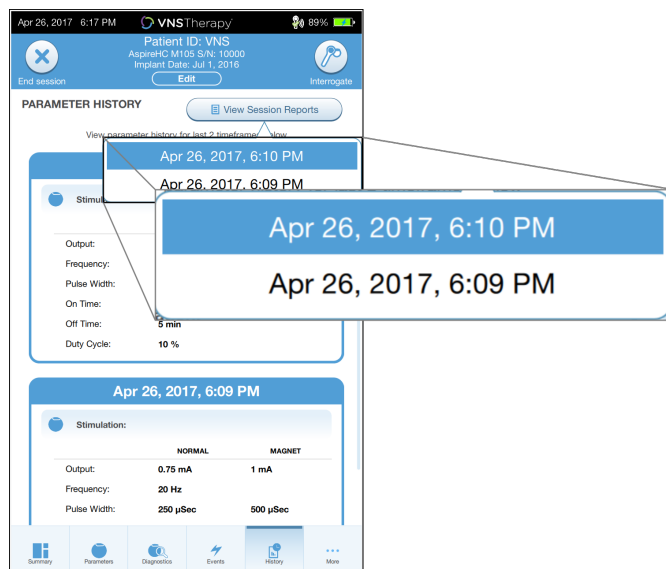 Apr 26, 2017 6:17 PM VNSTherapy 89%
Patient ID: VNS
AspireHC M105 S/N: 10000
Implant Date: Jul 1, 2016
End session Edit Interrogate
PARAMETER HISTORY View Session Reports
View parameter history for last 2 timeframes below
Apr 26, 2017, 6:10 PM
Apr 26, 2017, 6:09 PM
Apr 26, 2017, 6:10 PM
Apr 26, 2017, 6:09 PM
Output:
Frequency:
Pulse Width:
On Time:
Off Time: 5 min
Duty Cycle: 10 %
Apr 26, 2017, 6:09 PM
Stimulation:
NORMAL MAGNET
Output: 0.75 mA 1 mA
Frequency: 20 Hz
Pulse Width: 250 µSec 500 µSec
Summary Parameters Diagnostics Events History More